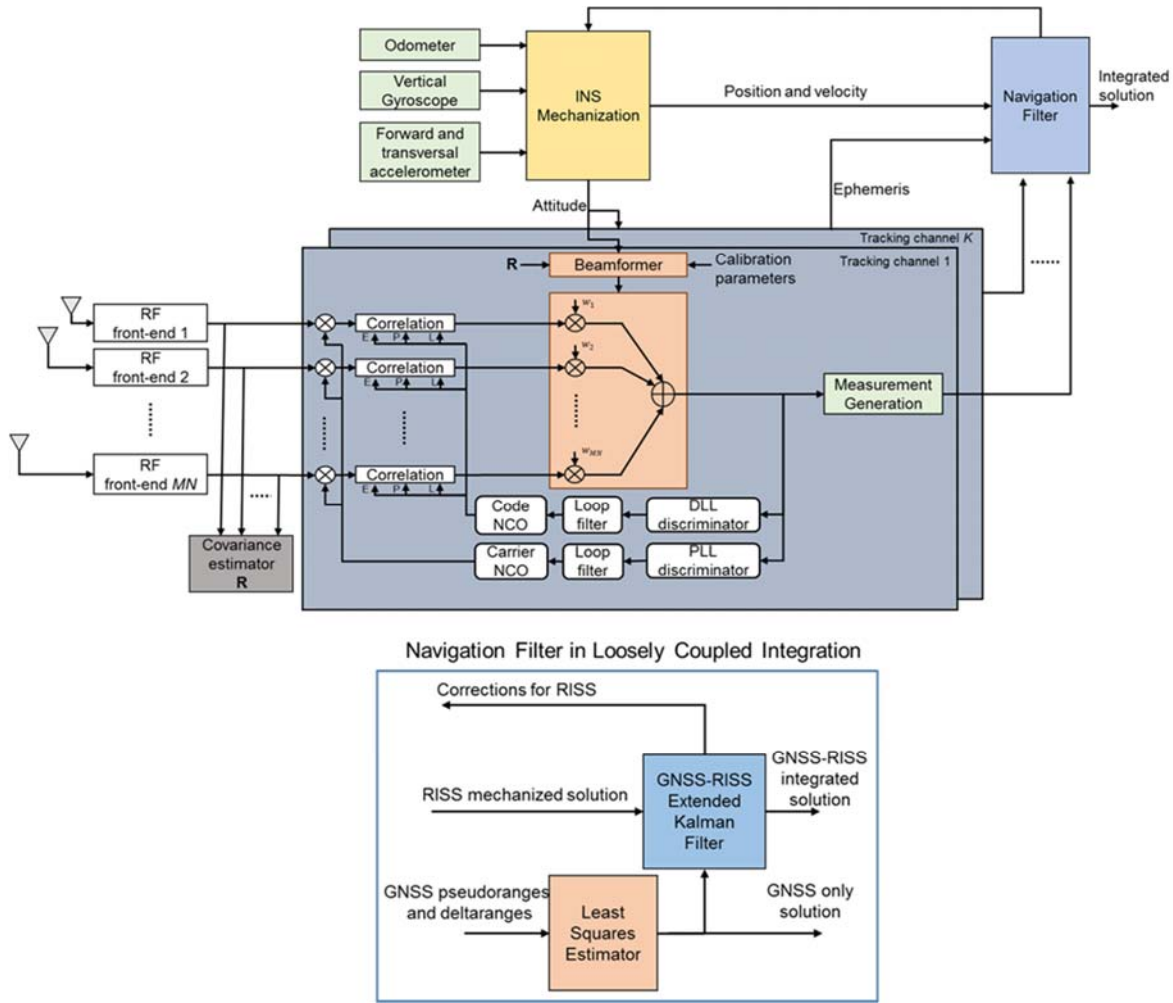 Odometer
Vertical
Gyroscope
Forward and
transversal
accelerometer
INS
Mechanization
Position and velocity
Navigation
Filter
Integrated
solution
Attitude
Ephemeris
Tracking channel K
Tracking channel 1
R
Beamformer
Calibration
parameters
RF
front-end 1
RF
front-end 2
RF
front-end MN
Covariance
estimator
R
Correlation
E P L
Correlation
E P L
Correlation
E P L
w₁
w₂
wMN
Measurement
Generation
Code
NCO
Loop
filter
DLL
discriminator
Carrier
NCO
Loop
filter
PLL
discriminator
Navigation Filter in Loosely Coupled Integration
Corrections for RISS
RISS mechanized solution
GNSS-RISS
Extended
Kalman
Filter
GNSS-RISS
integrated
solution
GNSS pseudoranges
and deltaranges
Least
Squares
Estimator
GNSS only
solution